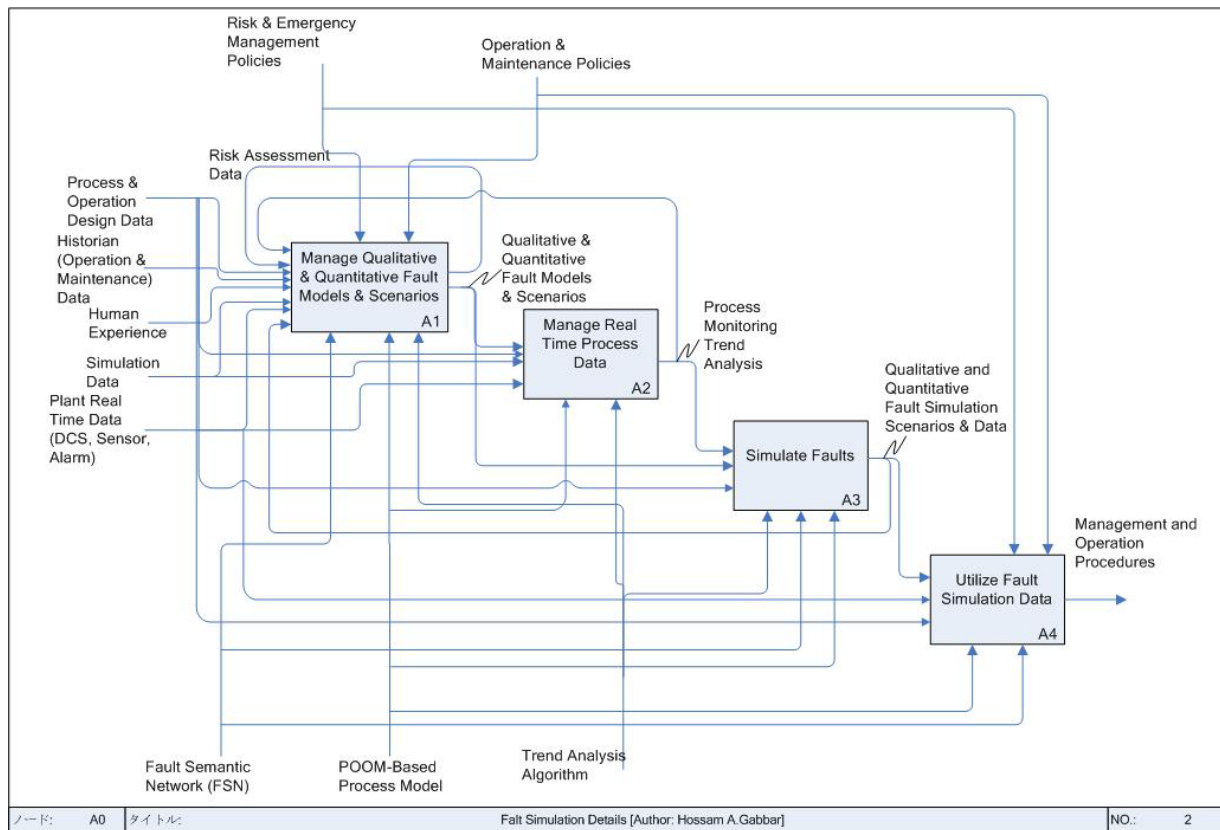 Risk & Emergency
Management
Policies
Operation &
Maintenance Policies
Risk Assessment
Data
Process &
Operation
Design Data
Historian
(Operation &
Maintenance)
Data
Human
Experience
Simulation
Data
Plant Real
Time Data
(DCS, Sensor,
Alarm)
Manage Qualitative
& Quantitative Fault
Models & Scenarios
A1
Qualitative &
Quantitative
Fault Models
& Scenarios
Manage Real
Time Process
Data
A2
Process
Monitoring
Trend
Analysis
Simulate Faults
A3
Qualitative and
Quantitative
Fault Simulation
Scenarios & Data
Utilize Fault
Simulation Data
A4
Management and
Operation
Procedures
Fault Semantic
Network (FSN)
POOM-Based
Process Model
Trend Analysis
Algorithm
ノード: A0
タイトル: Falt Simulation Details [Author: Hossam A.Gabbar]
NO.: 2